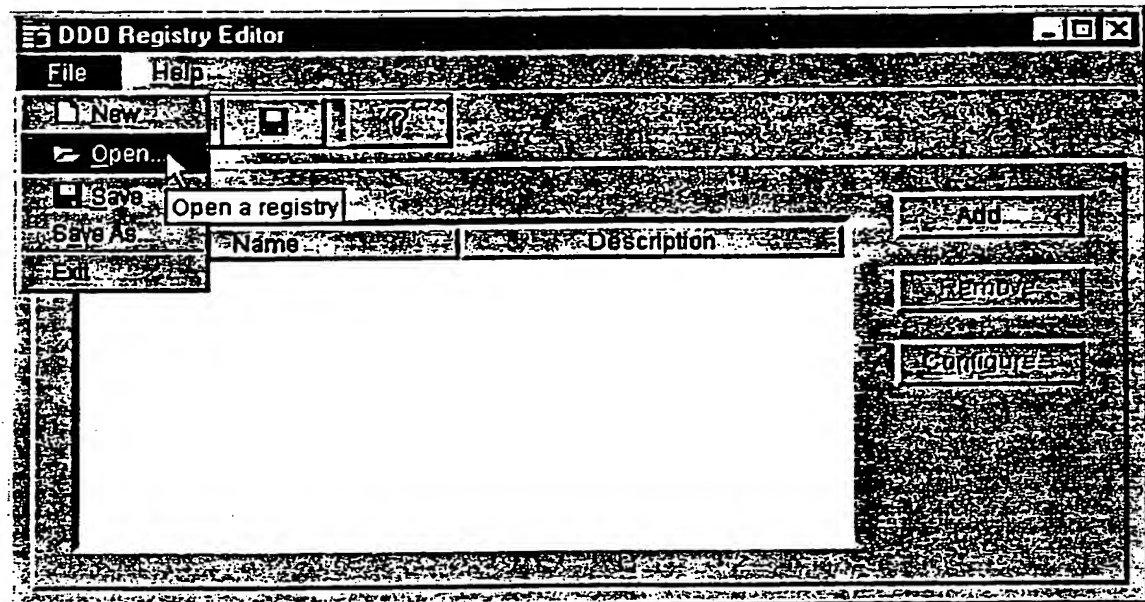 DDO Registry Editor
File Help
New
?
Open...
Save
Open a registry
Save As
Name
Description
Exit
Add...
Remove
Configure...